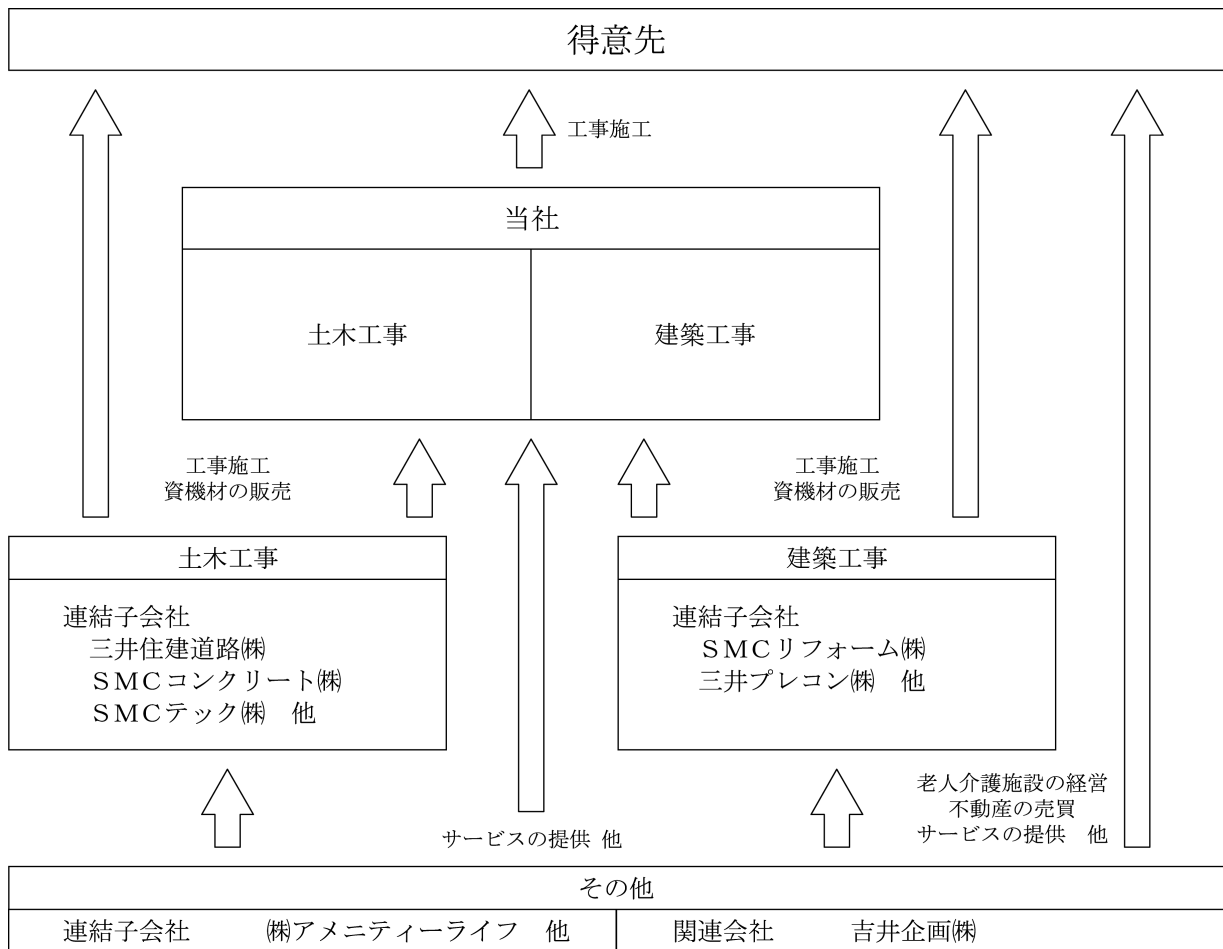 得意先
工事施工
当社
土木工事
建築工事
工事施工
資機材の販売
工事施工
資機材の販売
土木工事
連結子会社
三井住建道路㈱
ＳＭＣコンクリート㈱
ＳＭＣテック㈱　他
建築工事
連結子会社
ＳＭＣリフォーム㈱
三井プレコン㈱　他
サービスの提供 他
老人介護施設の経営
不動産の売買
サービスの提供　他
その他
連結子会社　　　㈱アメニティーライフ　他
関連会社　　　吉井企画㈱